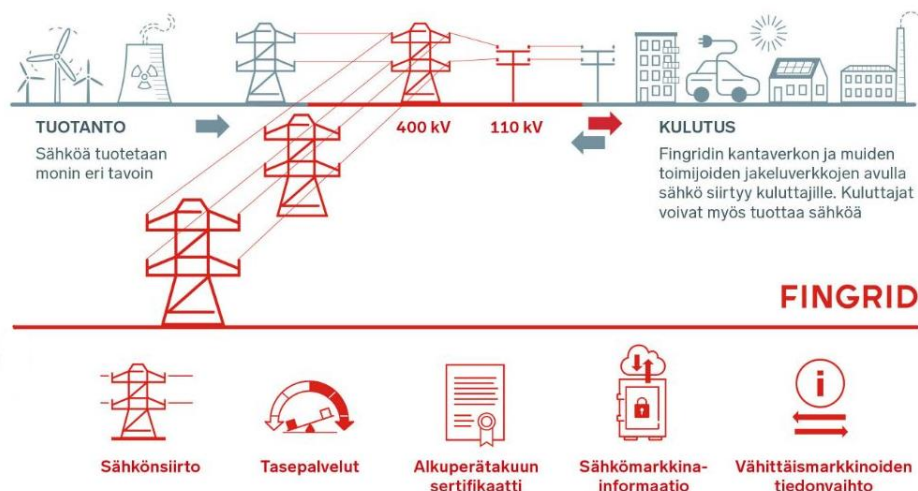 TUOTANTO
Sähköä tuotetaan
monin eri tavoin
400 kV
110 kV
KULUTUS
Fingridin kantaverkon ja muiden
toimijoiden jakeluverkkojen avulla
sähkö siirtyy kuluttajille. Kuluttajat
voivat myös tuottaa sähköä
FINGRID
Sähkönsiirto
Tasepalvelut
Alkuperätakuun
sertifikaatti
Sähkömarkkina-
informaatio
i
Vähittäismarkkinoiden
tiedonvaihto